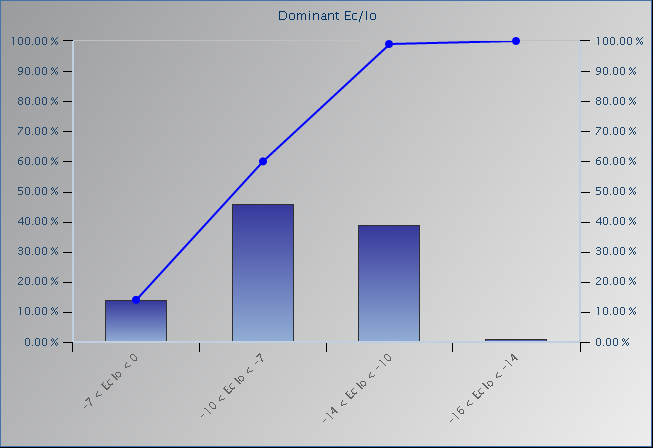 Dominant Ec/Io
100.00 % 100.00 %
90.00 % 90.00 %
80.00 % 80.00 %
70.00 % 70.00 %
60.00 % 60.00 %
50.00 % 50.00 %
40.00 % 40.00 %
30.00 % 30.00 %
20.00 % 20.00 %
10.00 % 10.00 %
0.00 % 0.00 %
-7 < Ec Io < 0
-10 < Ec Io < -7
-14 < Ec Io < -10
-16 < Ec Io < -14